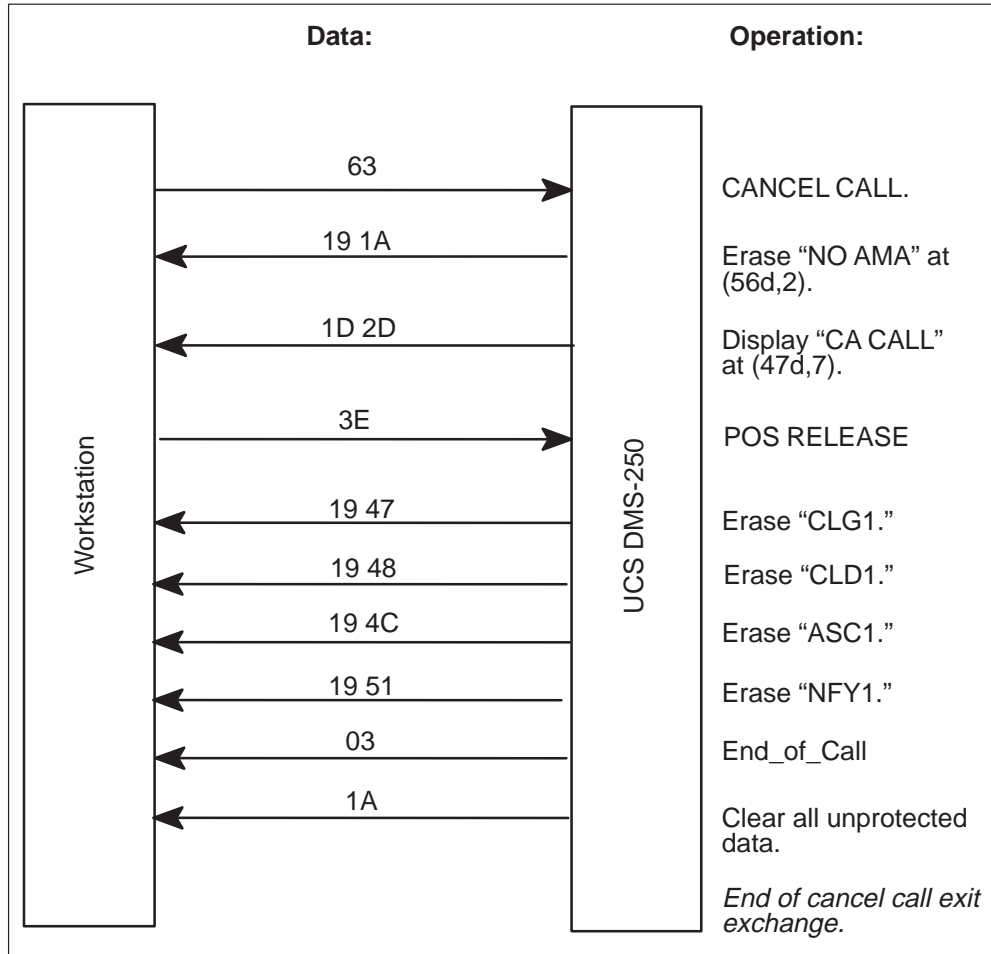 Data:
Operation:
63
CANCEL CALL.
19 1A
Erase “NO AMA” at
(56d,2).
1D 2D
Display “CA CALL”
at (47d,7).
3E
POS RELEASE
Workstation
UCS DMS-250
19 47
Erase “CLG1.”
19 48
Erase “CLD1.”
19 4C
Erase “ASC1.”
19 51
Erase “NFY1.”
03
End_of_Call
1A
Clear all unprotected
data.
End of cancel call exit
exchange.